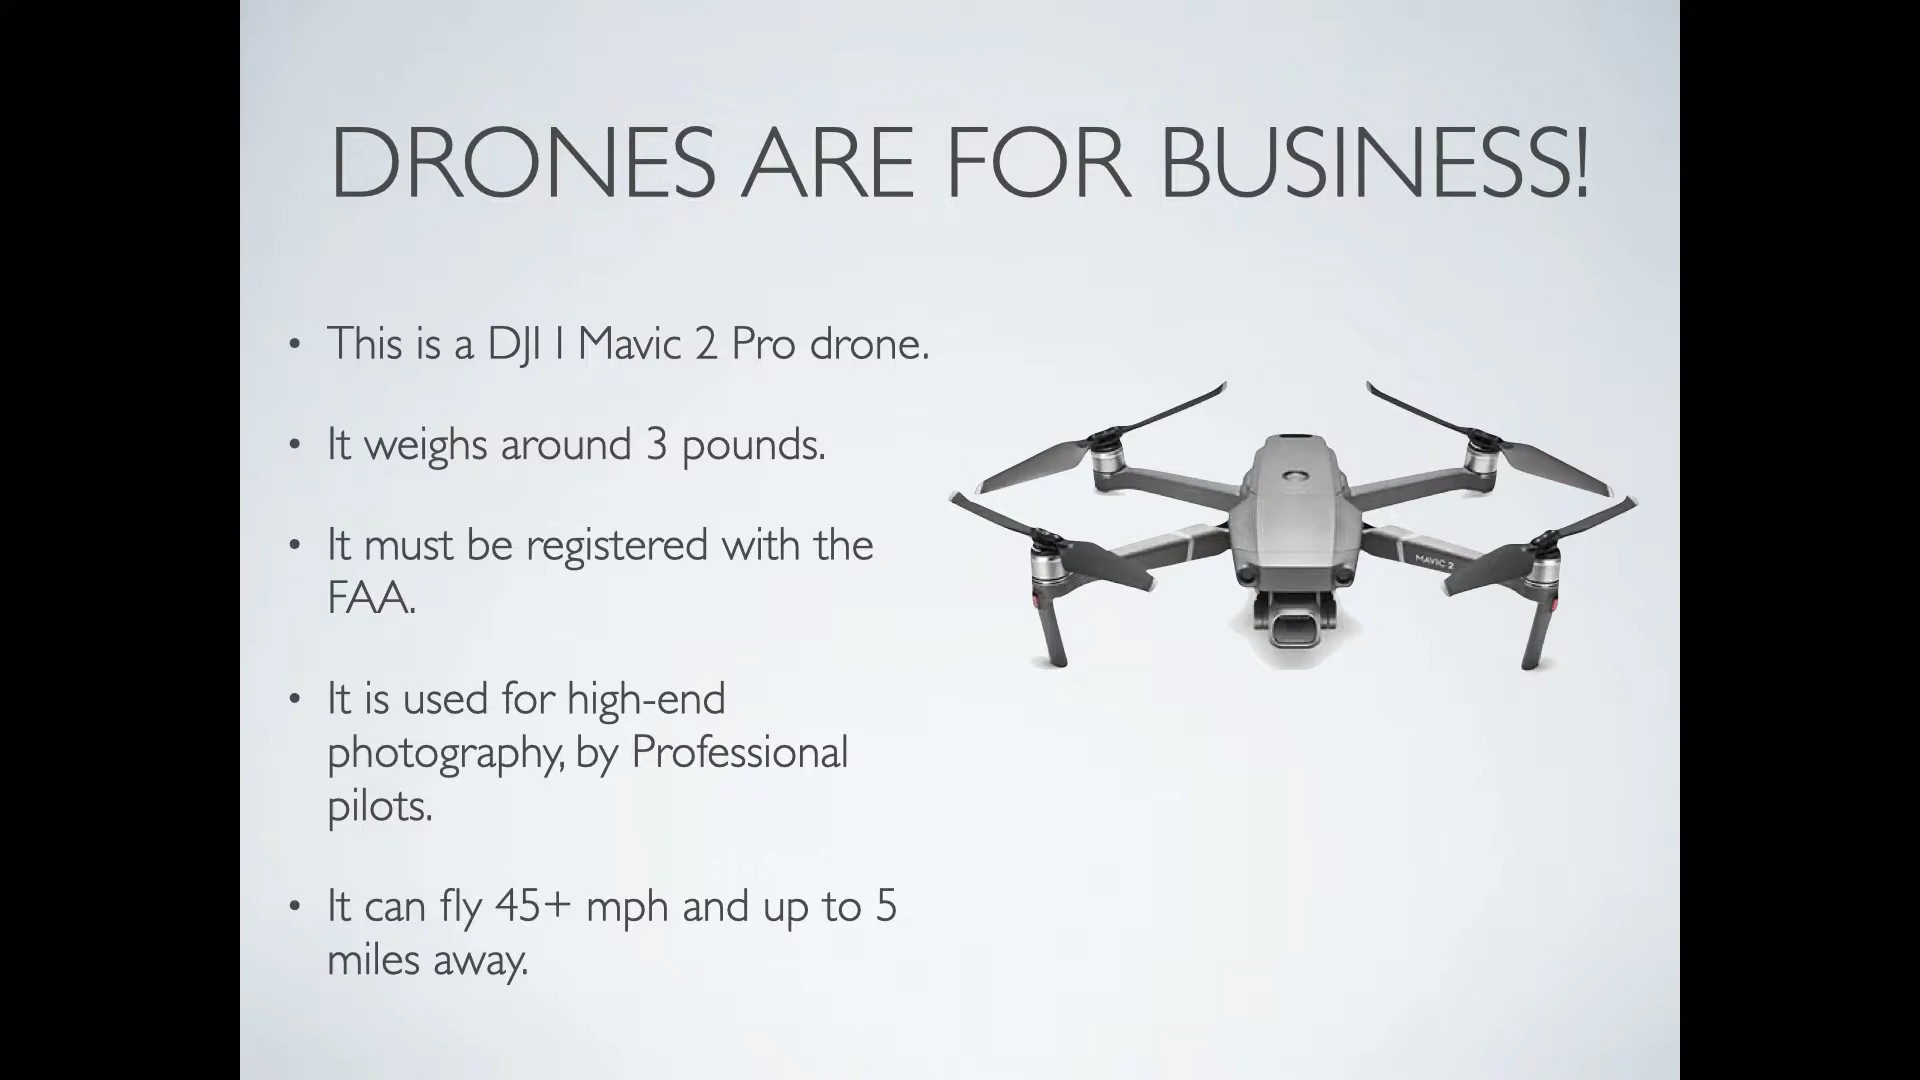 DRONES ARE FOR BUSINESS!
• This is a DJI I Mavic 2 Pro drone.
• It weighs around 3 pounds.
• It must be registered with the
FAA.
• It is used for high-end
photography, by Professional
pilots.
• It can fly 45+ mph and up to 5
miles away.
MAVIC 2